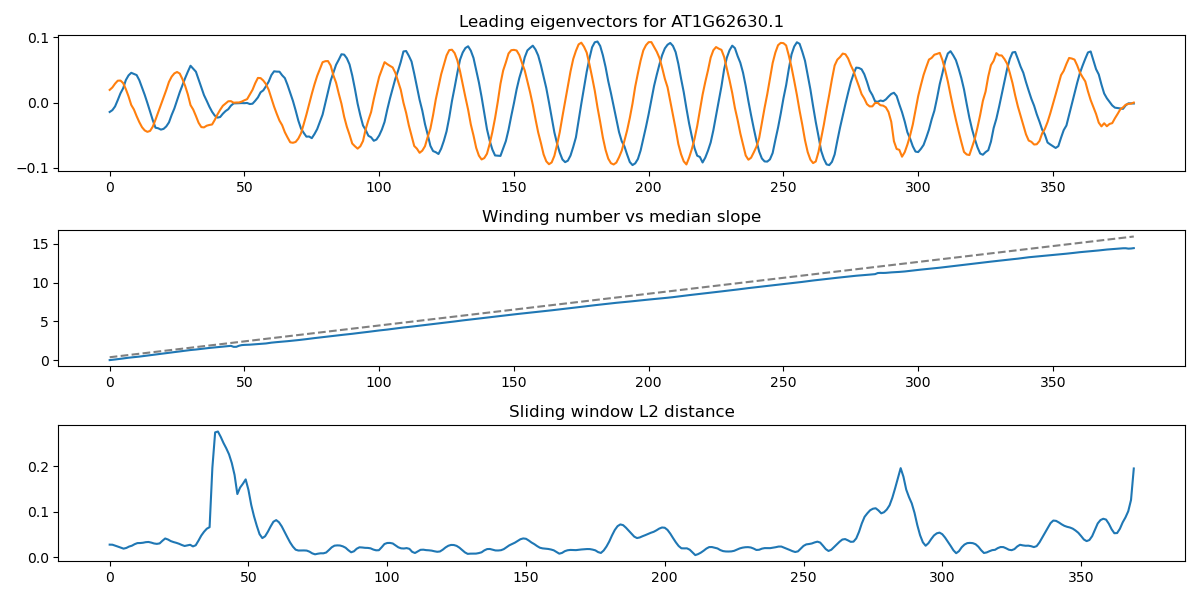 Leading eigenvectors for AT1G62630.1
0.1
0.0
−0.1
0 50 100 150 200 250 300 350
Winding number vs median slope
15
10
5
0
0 50 100 150 200 250 300 350
Sliding window L2 distance
0.2
0.1
0.0
0 50 100 150 200 250 300 350